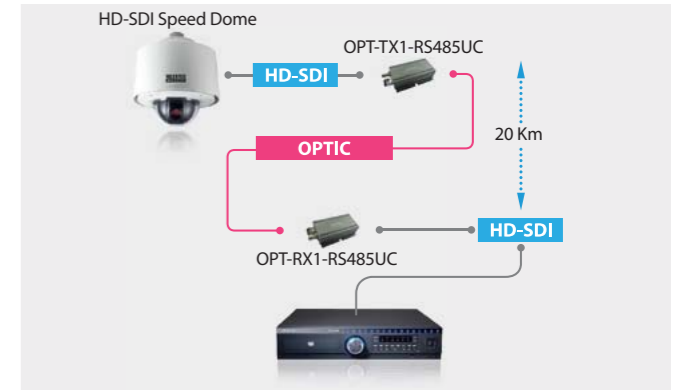 HD-SDI Speed Dome
OPT-TX1-RS485UC
HD-SDI
20 Km
OPTIC
HD-SDI
OPT-RX1-RS485UC